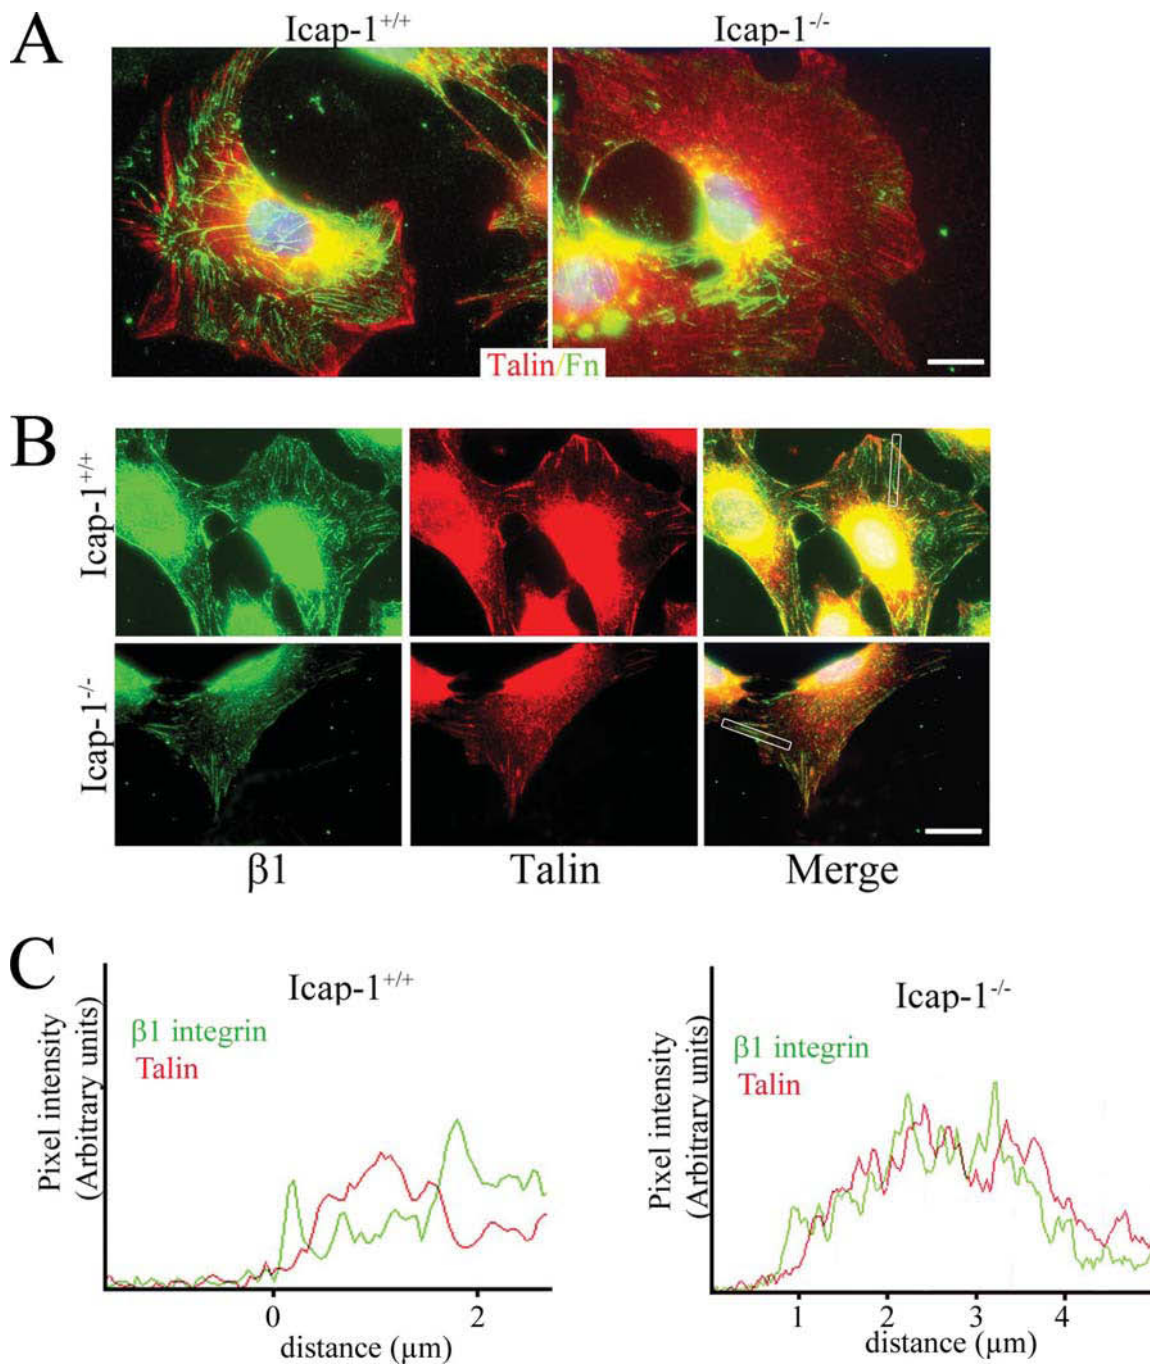 A
Icap-1+/+
Icap-1-/-
Talin/Fn
B
Icap-1+/+
Icap-1-/-
β1
Talin
Merge
C
Icap-1+/+
β1 integrin
Talin
Pixel intensity
(Arbitrary units)
0
2
distance (µm)
Icap-1-/-
β1 integrin
Talin
Pixel intensity
(Arbitrary units)
1
2
3
4
distance (µm)